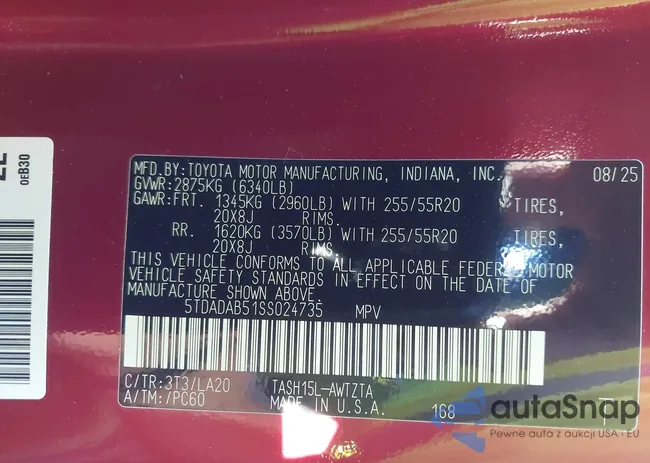 0EB30
MFD.BY:TOYOTA MOTOR MANUFACTURING, INDIANA, INC. 08/25
GVWR:2875KG (6340LB)
GAWR:FRT. 1345KG (2960LB) WITH 255/55R20 TIRES,
20X8J RIMS
RR. 1620KG (3570LB) WITH 255/55R20 TIRES,
20X8J RIMS
THIS VEHICLE CONFORMS TO ALL APPLICABLE FEDERAL MOTOR
VEHICLE SAFETY STANDARDS IN EFFECT ON THE DATE OF
MANUFACTURE SHOWN ABOVE.
5TDADAB51SS024735 MPV
C/TR:3T3/LA20 TASH15L-AWTZTA
A/TM:/PC60 MADE IN U.S.A. 168
autaSnap
Pewne auta z aukcji USA i EU